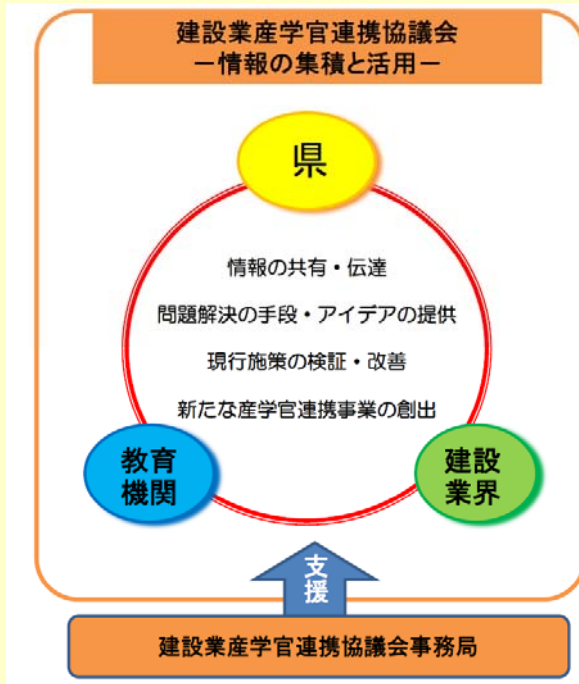 建設業産学官連携協議会
－情報の集積と活用－
県
情報の共有・伝達
問題解決の手段・アイデアの提供
現行施策の検証・改善
新たな産学官連携事業の創出
教育
機関
建設
業界
支
援
建設業産学官連携協議会事務局